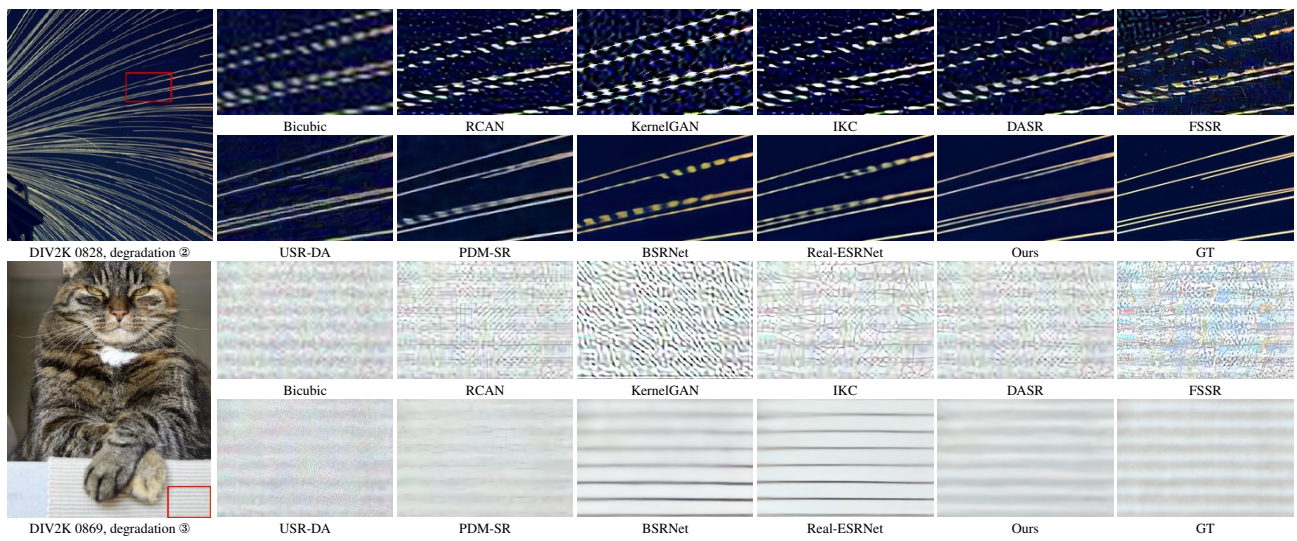 Bicubic RCAN KernelGAN IKC DASR FSSR
DIV2K 0828, degradation ② USR-DA PDM-SR BSRNet Real-ESRNet Ours GT
Bicubic RCAN KernelGAN IKC DASR FSSR
DIV2K 0869, degradation ③ USR-DA PDM-SR BSRNet Real-ESRNet Ours GT